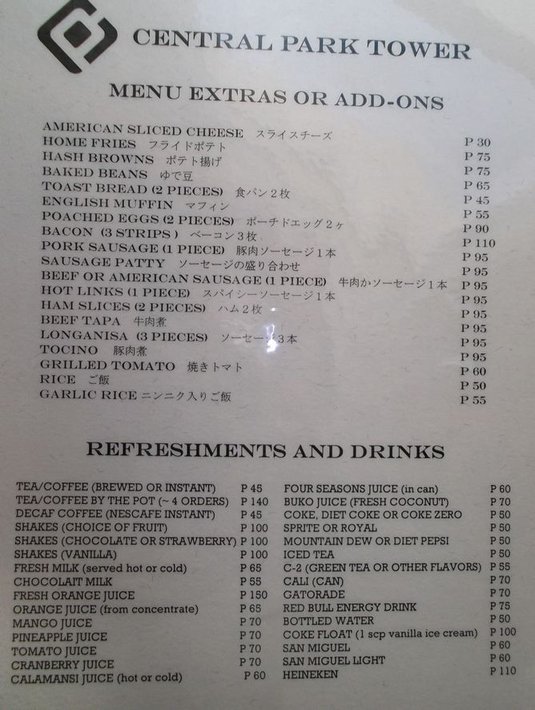 CENTRAL PARK TOWER
MENU EXTRAS OR ADD-ONS
AMERICAN SLICED CHEESE スライスチーズ P 30
HOME FRIES フライドポテト P 75
HASH BROWNS ポテト揚げ P 75
BAKED BEANS ゆで豆 P 65
TOAST BREAD (2 PIECES) 食パン2枚 P 45
ENGLISH MUFFIN マフィン P 55
POACHED EGGS (2 PIECES) ポーチドエッグ2ヶ P 90
BACON (3 STRIPS ) ベーコン3枚 P 110
PORK SAUSAGE (1 PIECE) 豚肉ソーセージ1本 P 95
SAUSAGE PATTY ソーセージの盛り合わせ P 95
BEEF OR AMERICAN SAUSAGE (1 PIECE) 牛肉かソーセージ1本 P 95
HOT LINKS (1 PIECE) スパイシーソーセージ1本 P 95
HAM SLICES (2 PIECES) ハム2枚 P 95
BEEF TAPA 牛肉煮 P 95
LONGANISA (3 PIECES) ソーセージ3本 P 95
TOCINO 豚肉煮 P 95
GRILLED TOMATO 焼きトマト P 60
RICE ご飯 P 50
GARLIC RICE ニンニク入りご飯 P 55
REFRESHMENTS AND DRINKS
TEA/COFFEE (BREWED OR INSTANT) P 45
TEA/COFFEE BY THE POT (~ 4 ORDERS) P 140
DECAF COFFEE (NESCAFE INSTANT) P 45
SHAKES (CHOICE OF FRUIT) P 100
SHAKES (CHOCOLATE OR STRAWBERRY) P 100
SHAKES (VANILLA) P 100
FRESH MILK (served hot or cold) P 65
CHOCOLAIT MILK P 55
FRESH ORANGE JUICE P 150
ORANGE JUICE (from concentrate) P 65
MANGO JUICE P 70
PINEAPPLE JUICE P 70
TOMATO JUICE P 70
CRANBERRY JUICE P 70
CALAMANSI JUICE (hot or cold) P 60
FOUR SEASONS JUICE (in can) P 60
BUKO JUICE (FRESH COCONUT) P 70
COKE, DIET COKE OR COKE ZERO P 50
SPRITE OR ROYAL P 50
MOUNTAIN DEW OR DIET PEPSI P 50
ICED TEA P 50
C-2 (GREEN TEA OR OTHER FLAVORS) P 55
CALI (CAN) P 70
GATORADE P 70
RED BULL ENERGY DRINK P 75
BOTTLED WATER P 50
COKE FLOAT (1 scp vanilla ice cream) P 100
SAN MIGUEL P 60
SAN MIGUEL LIGHT P 60
HEINEKEN P 110